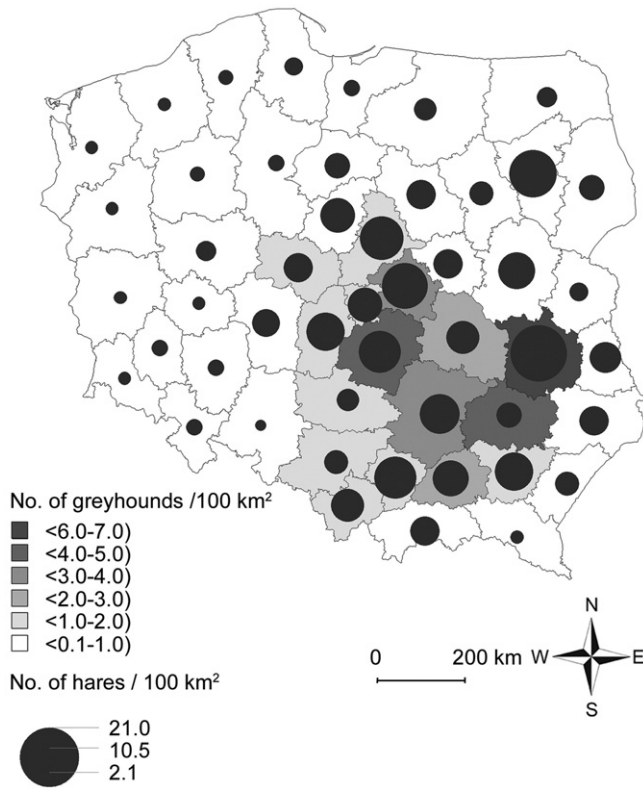 No. of greyhounds /100 km²
<6.0-7.0)
<4.0-5.0)
<3.0-4.0)
<2.0-3.0)
<1.0-2.0)
<0.1-1.0)
N
W E
S
0 200 km
No. of hares / 100 km²
21.0
10.5
2.1